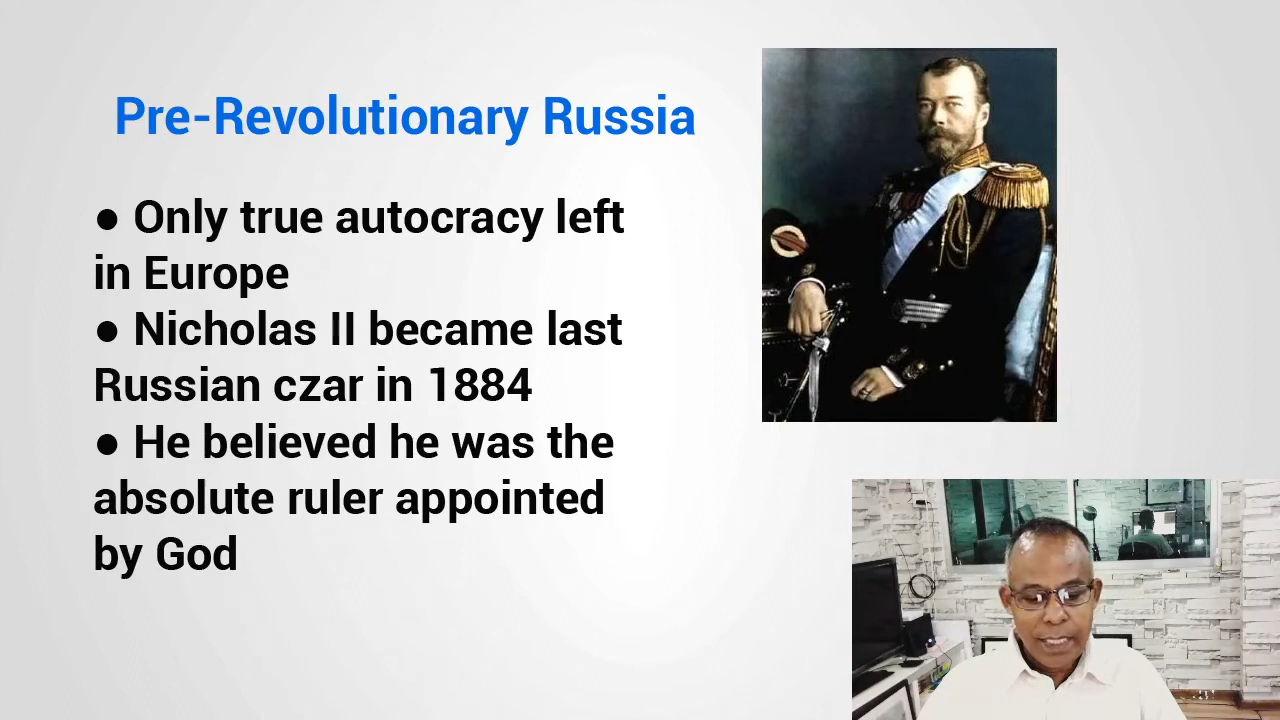 Pre-Revolutionary Russia
● Only true autocracy left
in Europe
● Nicholas II became last
Russian czar in 1884
● He believed he was the
absolute ruler appointed
by God